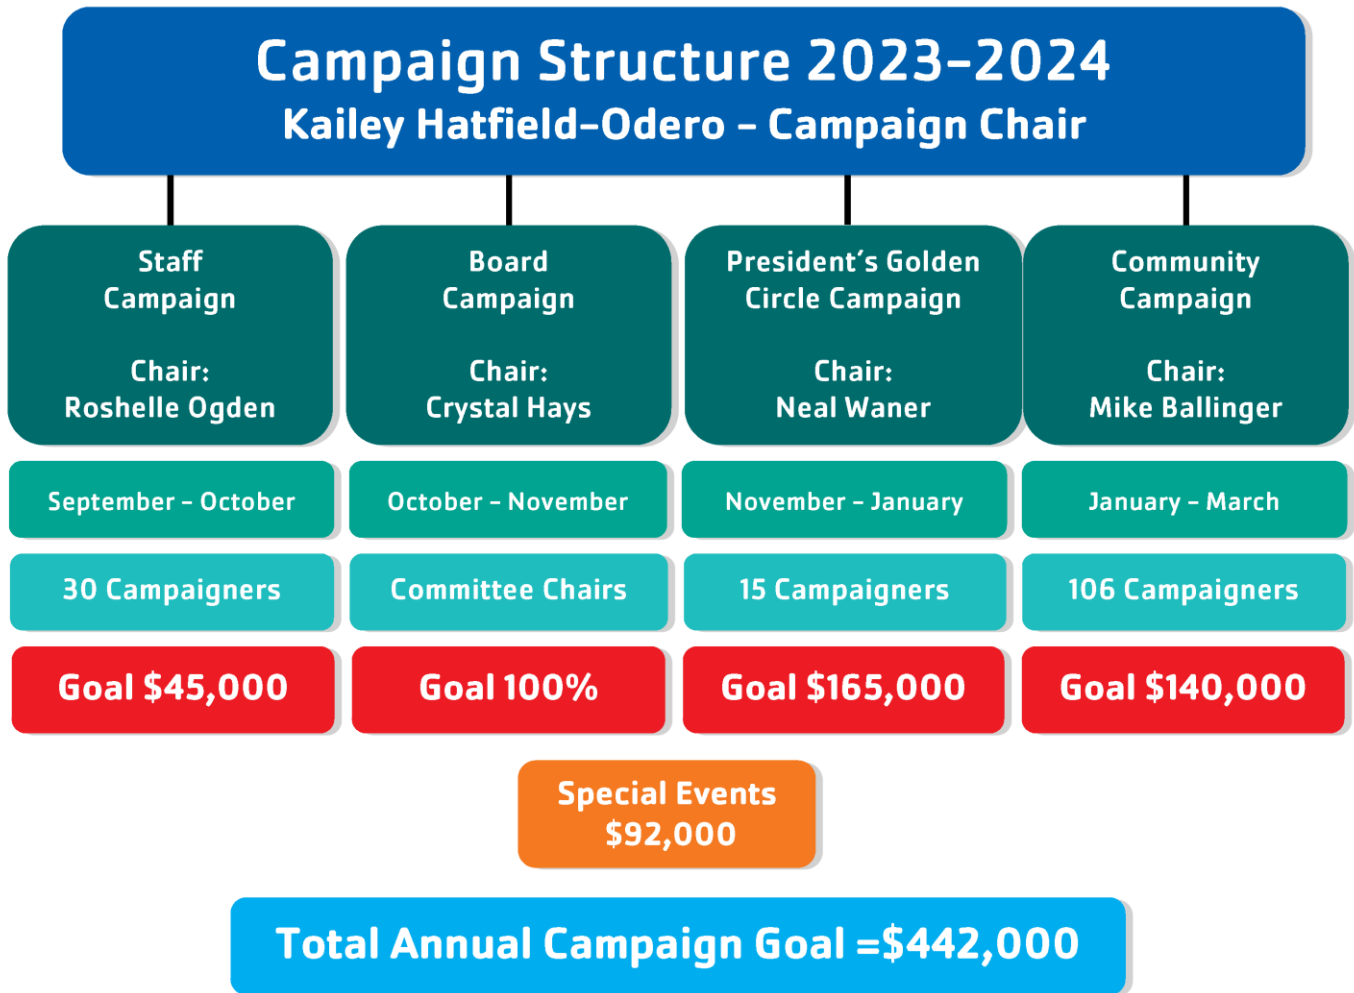 Campaign Structure 2023-2024
Kailey Hatfield-Odero - Campaign Chair
Staff
Campaign
Chair:
Roshelle Ogden
Board
Campaign
Chair:
Crystal Hays
President's Golden
Circle Campaign
Chair:
Neal Waner
Community
Campaign
Chair:
Mike Ballinger
September - October
October - November
November - January
January - March
30 Campaigners
Committee Chairs
15 Campaigners
106 Campaigners
Goal $45,000
Goal 100%
Goal $165,000
Goal $140,000
Special Events
$92,000
Total Annual Campaign Goal =$442,000